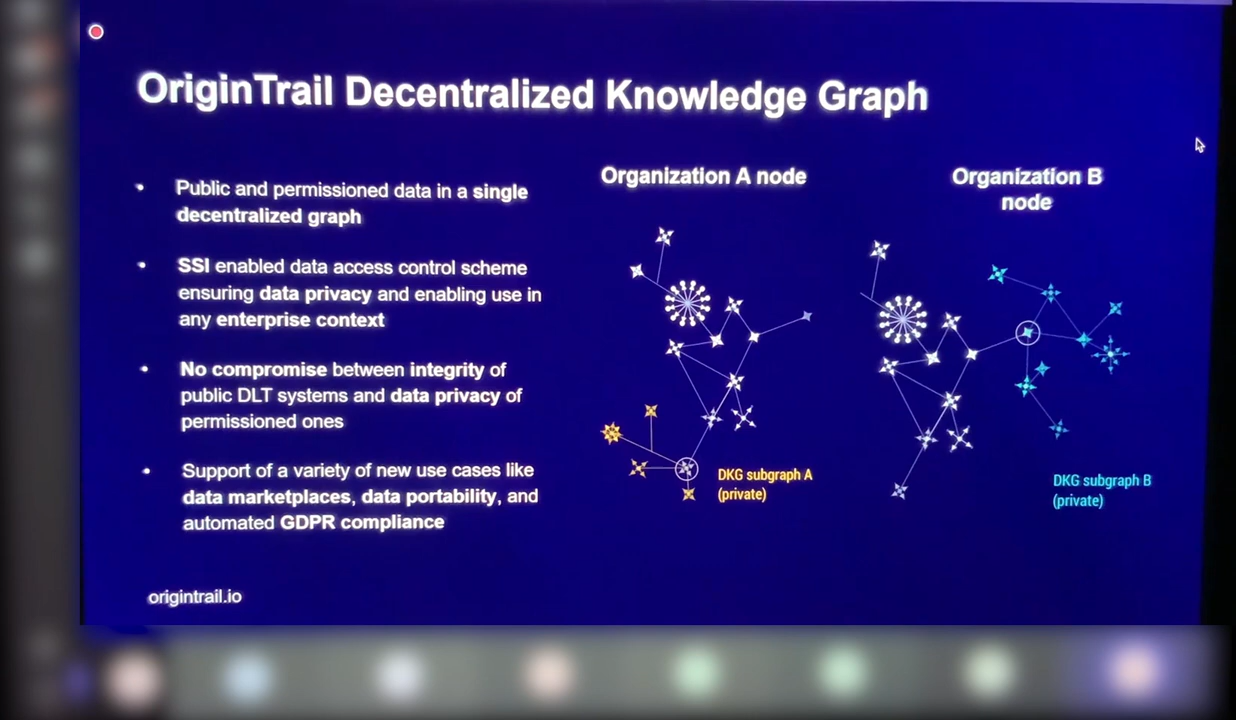 OriginTrail Decentralized Knowledge Graph
Public and permissioned data in a single
decentralized graph
SSI enabled data access control scheme
ensuring data privacy and enabling use in
any enterprise context
No compromise between integrity of
public DLT systems and data privacy of
permissioned ones
Support of a variety of new use cases like
data marketplaces, data portability, and
automated GDPR compliance
origintrail.io
Organization A node
DKG subgraph A
(private)
Organization B
node
DKG subgraph B
(private)